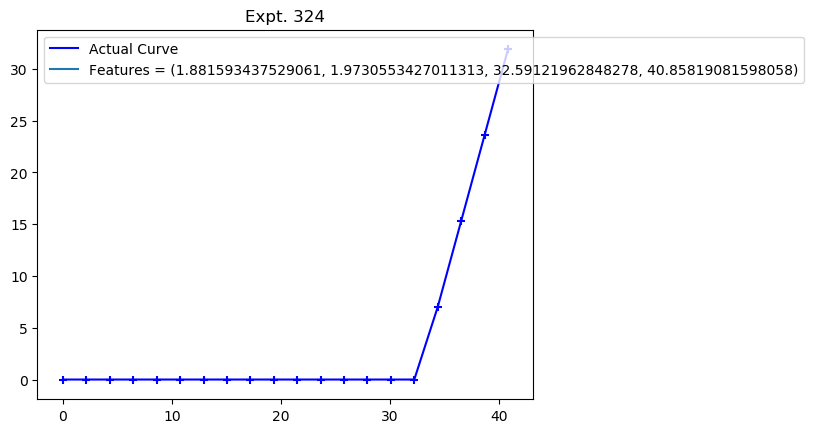 Expt. 324
Actual Curve
Features = (1.881593437529061, 1.9730553427011313, 32.59121962848278, 40.85819081598058)
30
25
20
15
10
5
0
0 10 20 30 40